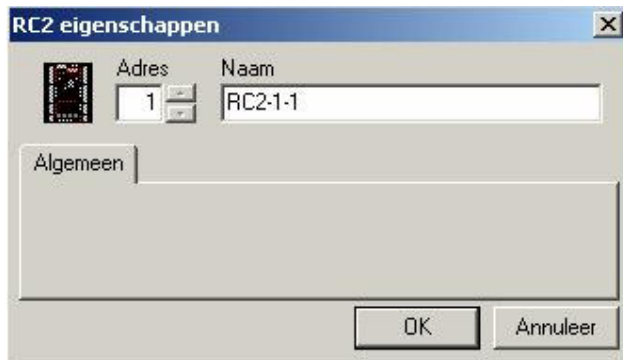 RC2 eigenschappen
Adres Naam
1 RC2-1-1
Algemeen
OK Annuleer